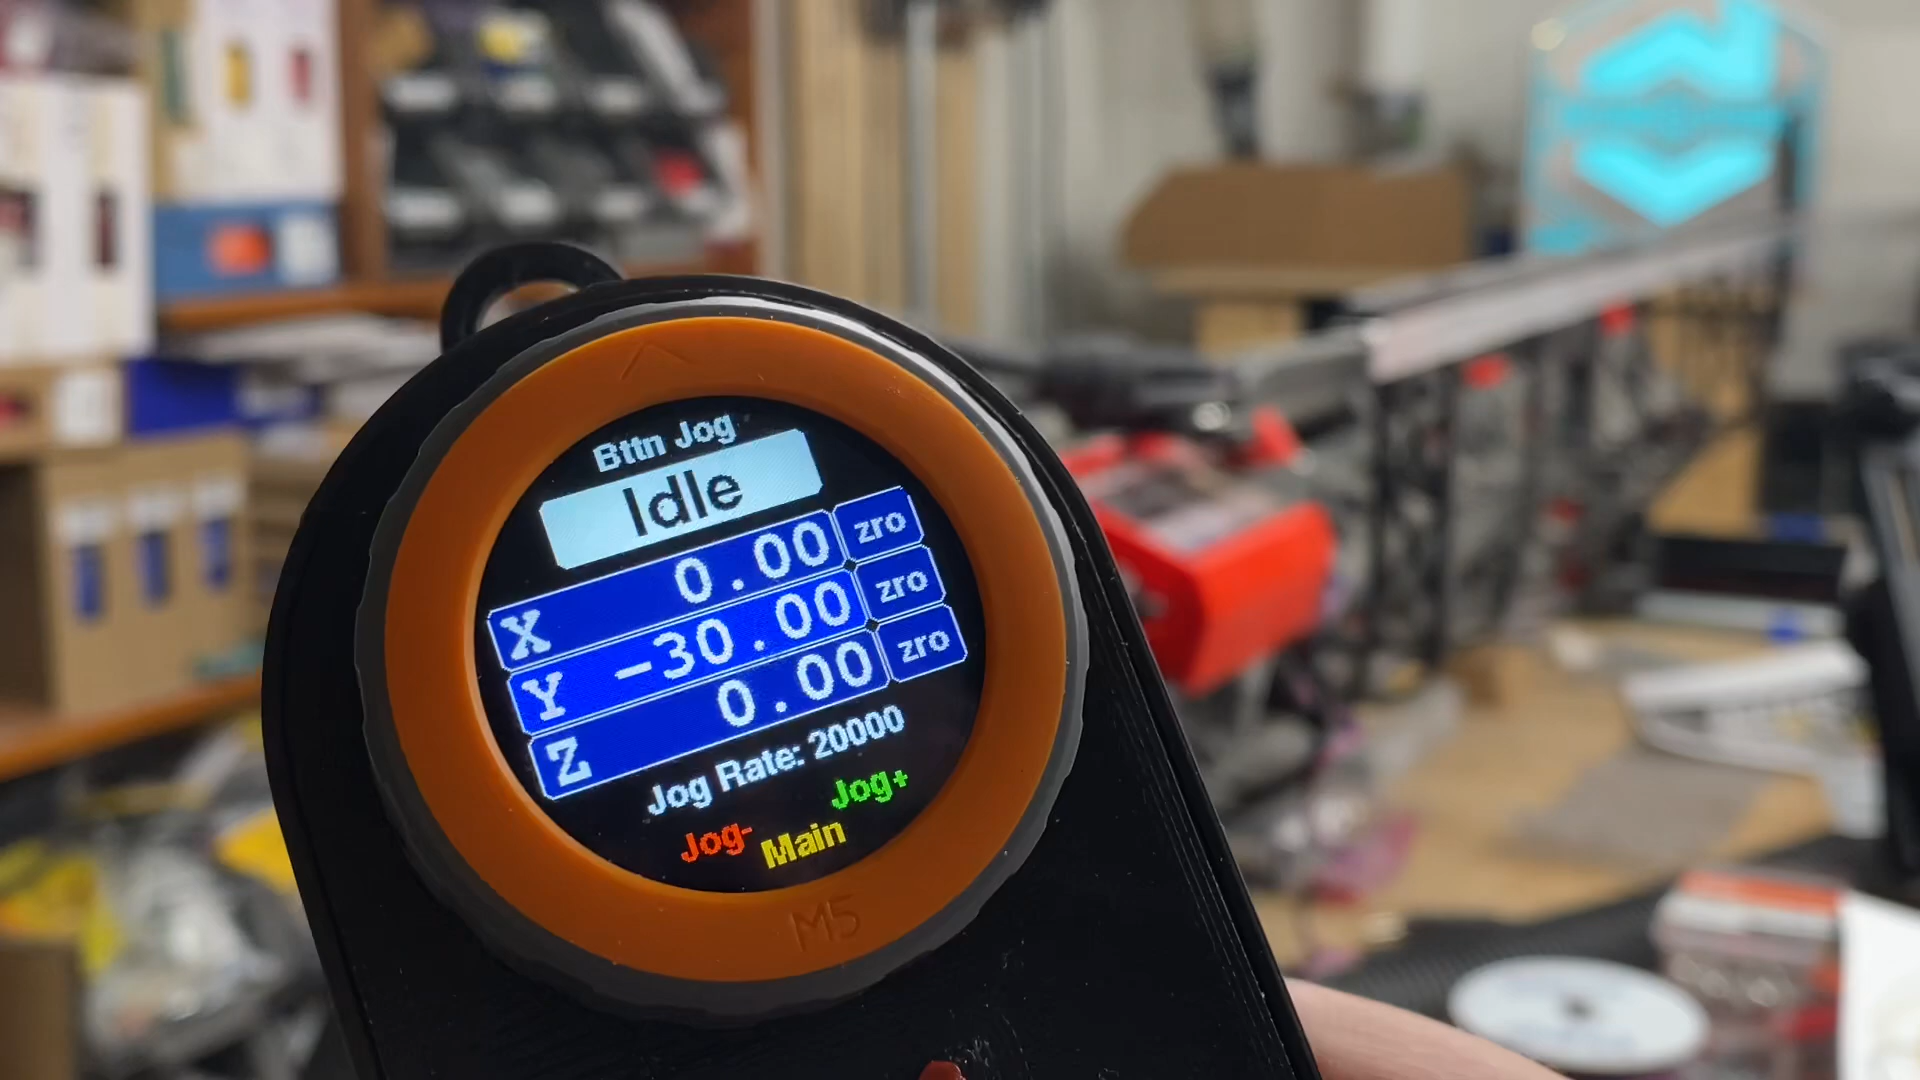 Bttn Jog
Idle
X 0.00 zro
Y -30.00 zro
Z 0.00 zro
Jog Rate: 20000
Jog- Main Jog+
M5